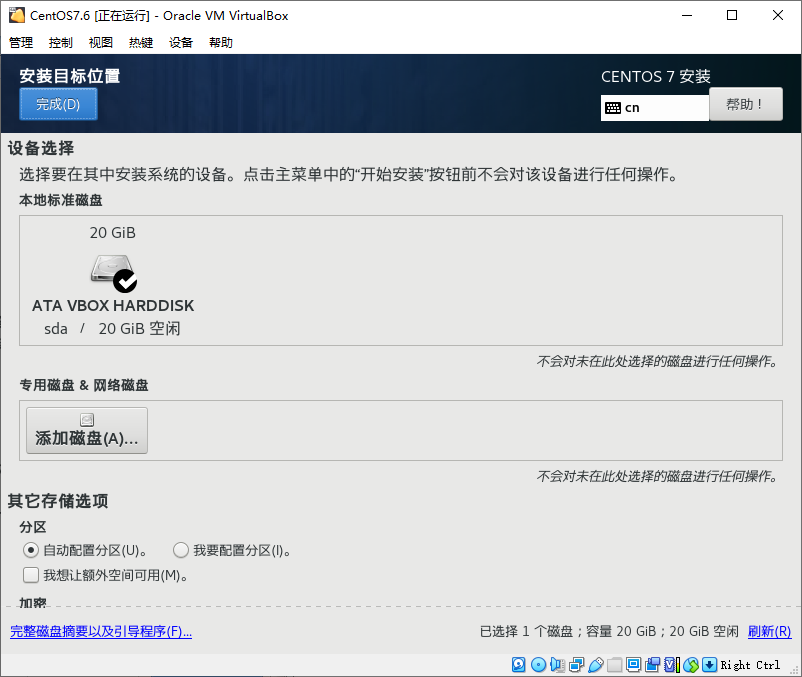 CentOS7.6 [正在运行] - Oracle VM VirtualBox
管理 控制 视图 热键 设备 帮助
安装目标位置
CENTOS 7 安装
完成(D)
cn
帮助！
设备选择
选择要在其中安装系统的设备。点击主菜单中的“开始安装”按钮前不会对该设备进行任何操作。
本地标准磁盘
20 GiB
ATA VBOX HARDDISK
sda / 20 GiB 空闲
不会对未在此处选择的磁盘进行任何操作。
专用磁盘 & 网络磁盘
添加磁盘(A)...
不会对未在此处选择的磁盘进行任何操作。
其它存储选项
分区
自动配置分区(U)。 我要配置分区(I)。
我想让额外空间可用(M)。
加密
完整磁盘摘要以及引导程序(F)...
已选择 1 个磁盘；容量 20 GiB；20 GiB 空闲 刷新(R)
Right Ctrl